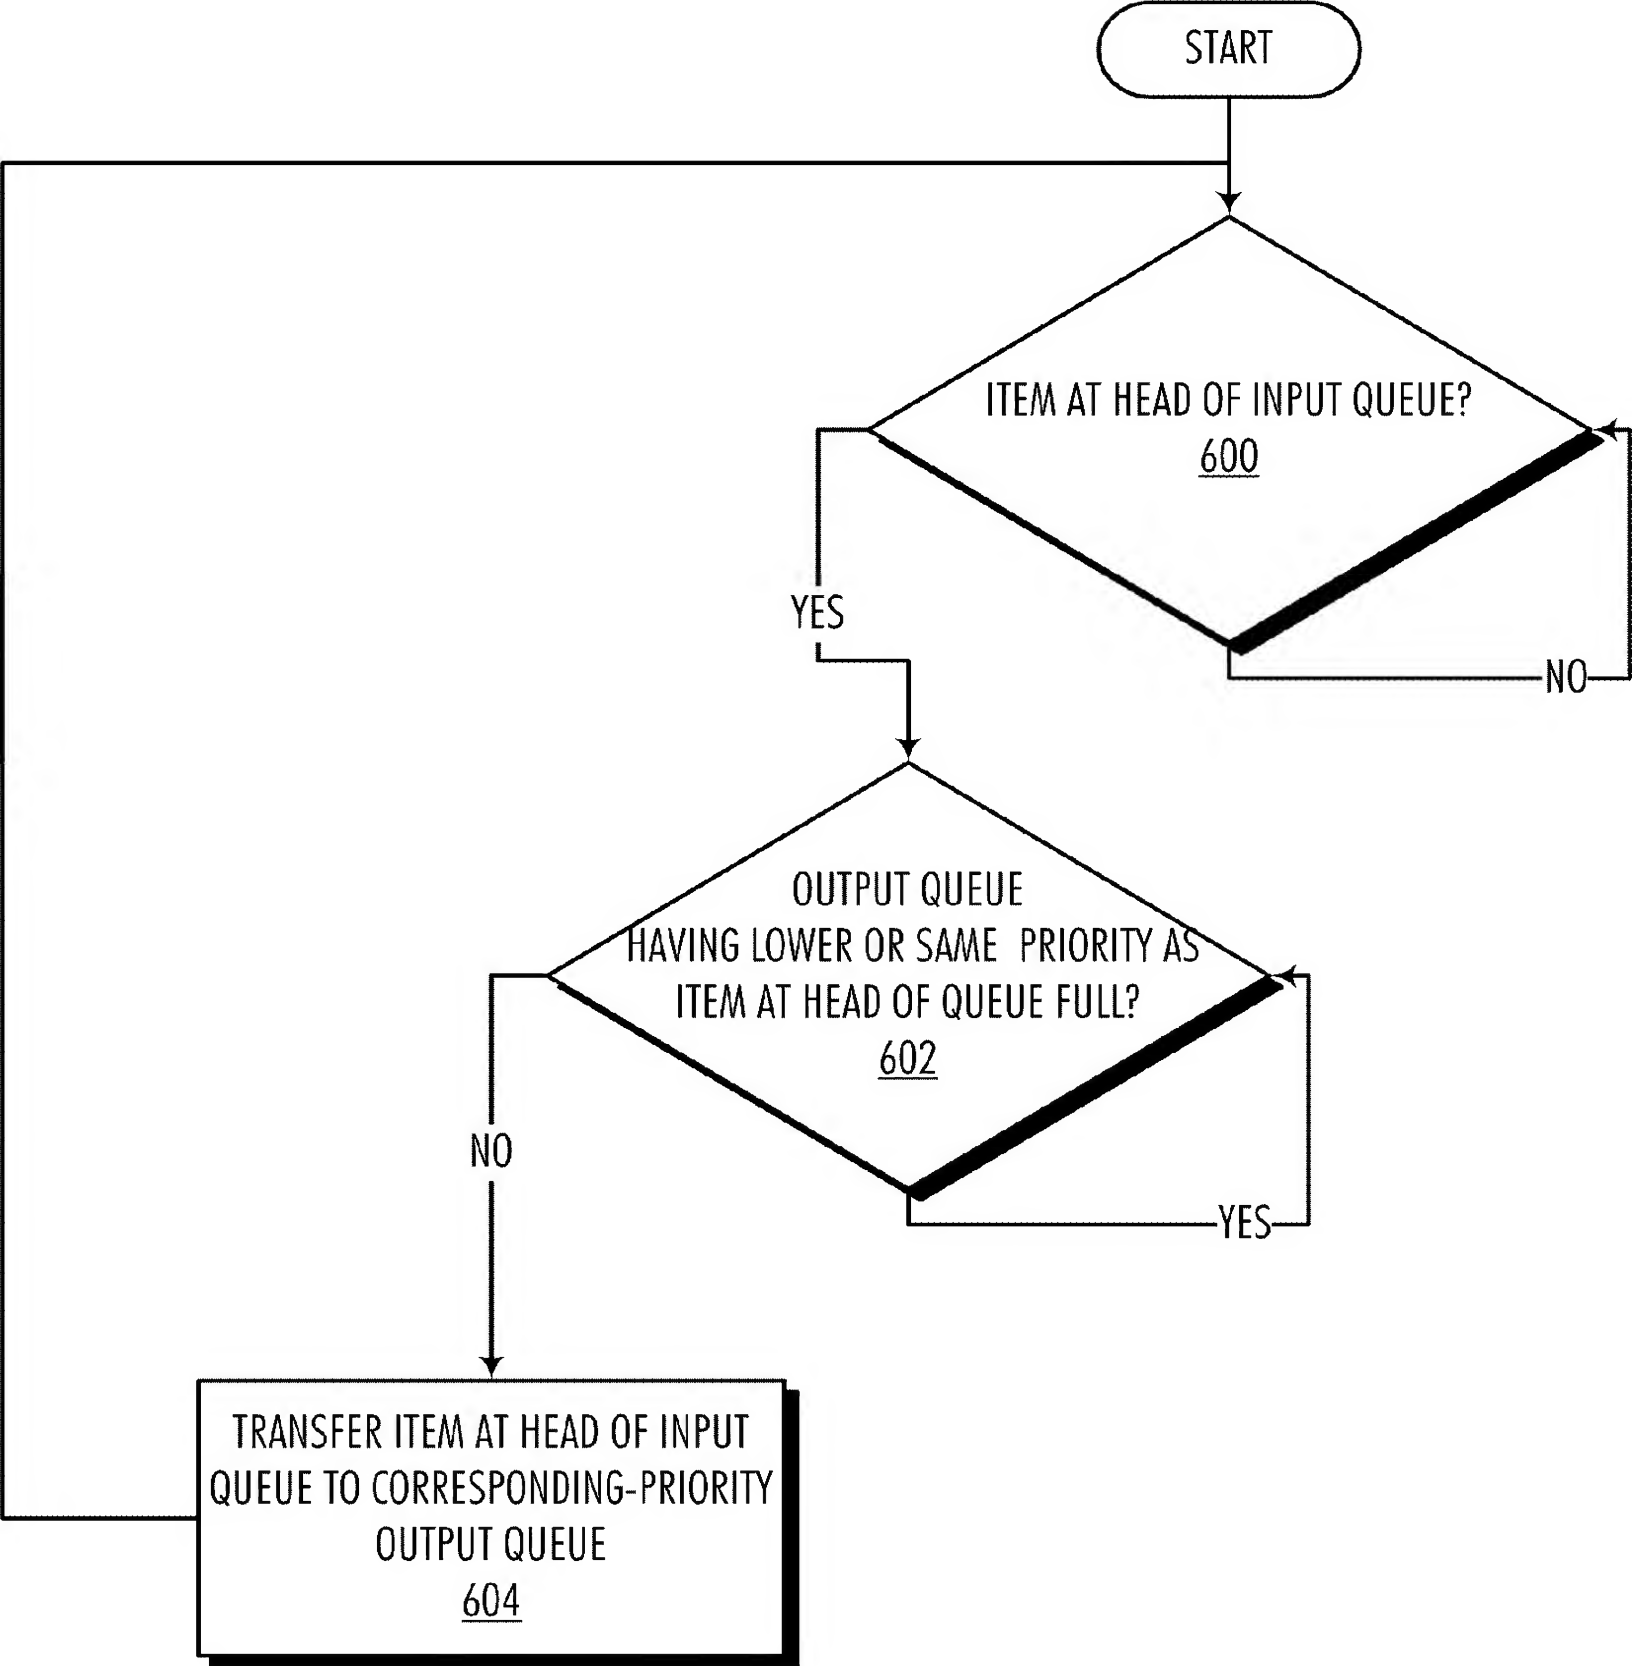 START
ITEM AT HEAD OF INPUT QUEUE?
600
YES
NO
OUTPUT QUEUE
HAVING LOWER OR SAME PRIORITY AS
ITEM AT HEAD OF QUEUE FULL?
602
NO
YES
TRANSFER ITEM AT HEAD OF INPUT
QUEUE TO CORRESPONDING-PRIORITY
OUTPUT QUEUE
604